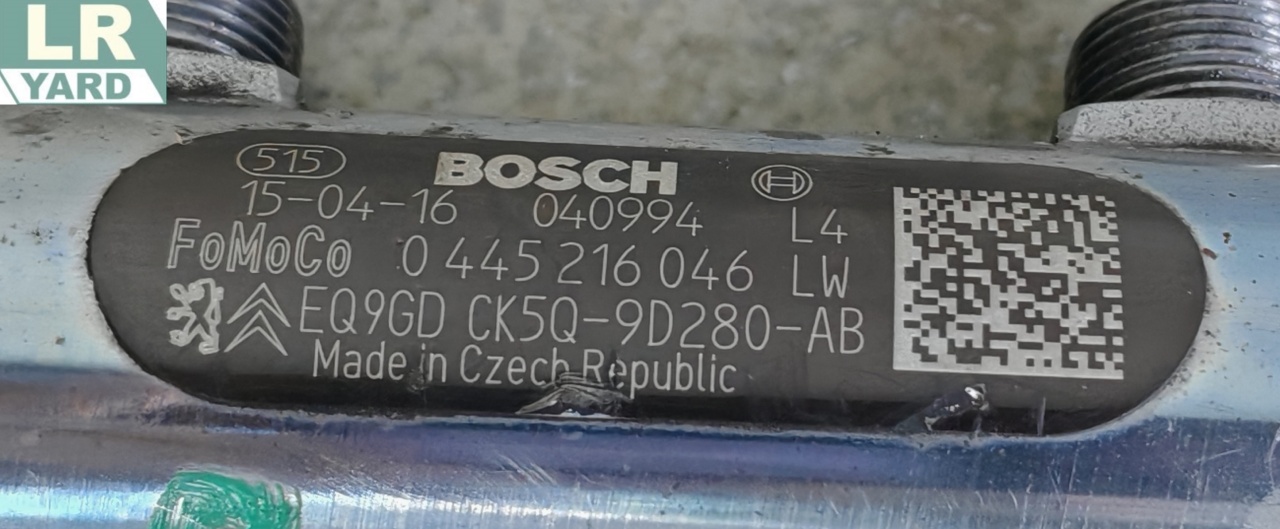 LR
YARD
515 BOSCH
15-04-16 040994 L4
FoMoCo 0 445 216 046 LW
EQ9GD CK5Q-9D280-AB
Made in Czech Republic